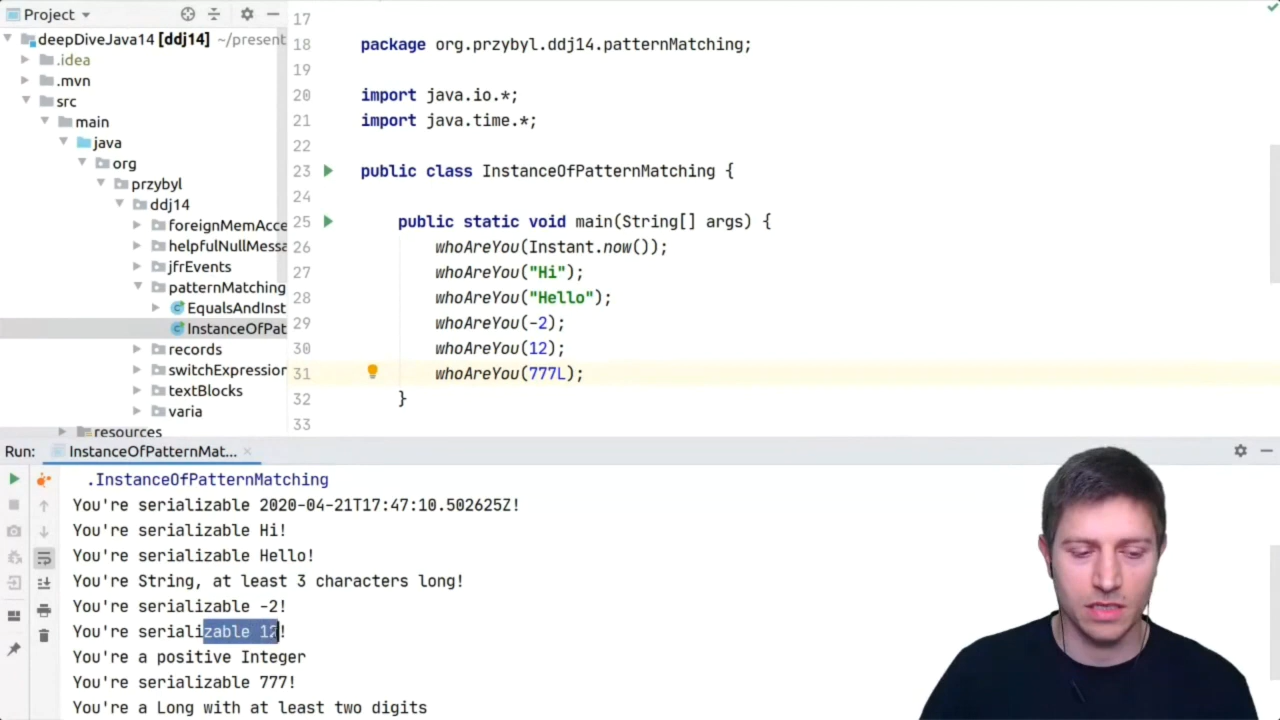 Project
deepDiveJava14 [ddj14] ~/present
.idea
.mvn
src
main
java
org
przybyl
ddj14
foreignMemAcce
helpfulNullMessa
jfrEvents
patternMatching
EqualsAndInst
InstanceOfPat
records
switchExpression
textBlocks
varia
resources
17
18 package org.przybyl.ddj14.patternMatching;
19
20 import java.io.*;
21 import java.time.*;
22
23 public class InstanceOfPatternMatching {
24
25 public static void main(String[] args) {
26 whoAreYou(Instant.now());
27 whoAreYou("Hi");
28 whoAreYou("Hello");
29 whoAreYou(-2);
30 whoAreYou(12);
31 whoAreYou(777L);
32 }
33
Run: InstanceOfPatternMat...
.InstanceOfPatternMatching
You're serializable 2020-04-21T17:47:10.502625Z!
You're serializable Hi!
You're serializable Hello!
You're String, at least 3 characters long!
You're serializable -2!
You're serializable 12!
You're a positive Integer
You're serializable 777!
You're a Long with at least two digits